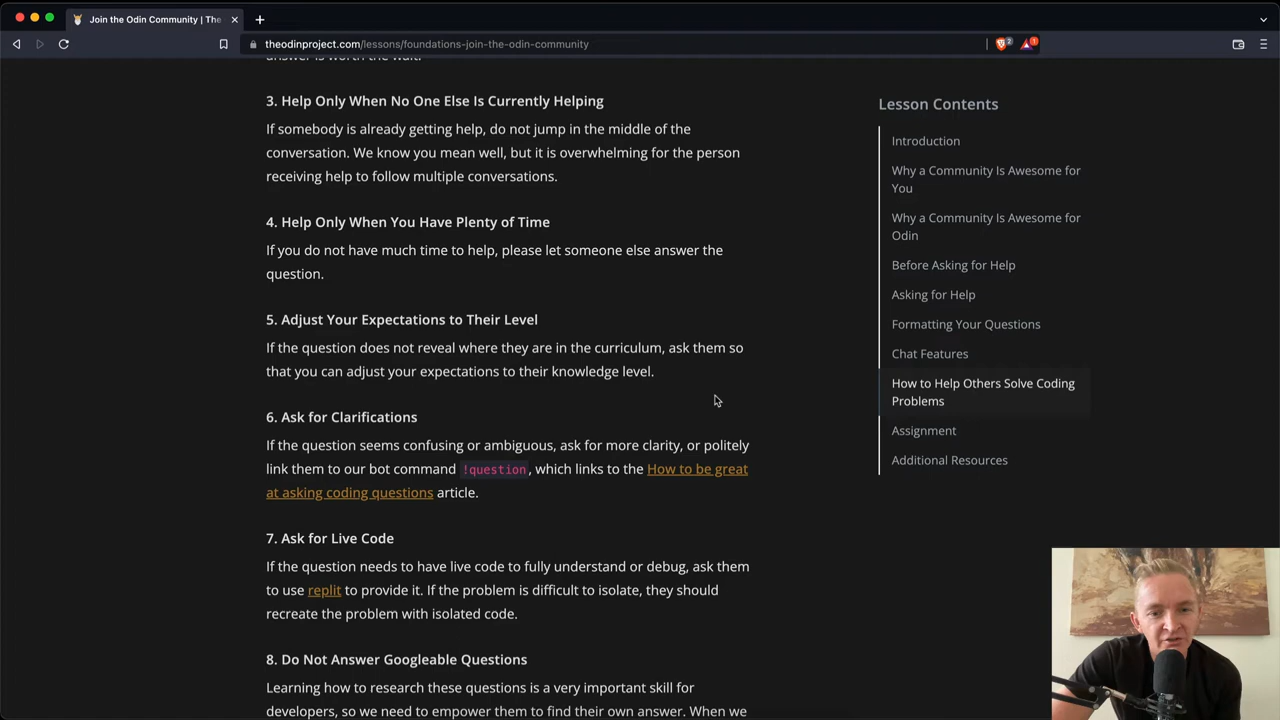 Join the Odin Community | The
theodinproject.com/lessons/foundations-join-the-odin-community
2
1
answer is worth the wait.
3. Help Only When No One Else Is Currently Helping
If somebody is already getting help, do not jump in the middle of the
conversation. We know you mean well, but it is overwhelming for the person
receiving help to follow multiple conversations.
4. Help Only When You Have Plenty of Time
If you do not have much time to help, please let someone else answer the
question.
5. Adjust Your Expectations to Their Level
If the question does not reveal where they are in the curriculum, ask them so
that you can adjust your expectations to their knowledge level.
6. Ask for Clarifications
If the question seems confusing or ambiguous, ask for more clarity, or politely
link them to our bot command !question, which links to the How to be great
at asking coding questions article.
7. Ask for Live Code
If the question needs to have live code to fully understand or debug, ask them
to use replit to provide it. If the problem is difficult to isolate, they should
recreate the problem with isolated code.
8. Do Not Answer Googleable Questions
Learning how to research these questions is a very important skill for
developers, so we need to empower them to find their own answer. When we
Lesson Contents
Introduction
Why a Community Is Awesome for
You
Why a Community Is Awesome for
Odin
Before Asking for Help
Asking for Help
Formatting Your Questions
Chat Features
How to Help Others Solve Coding
Problems
Assignment
Additional Resources